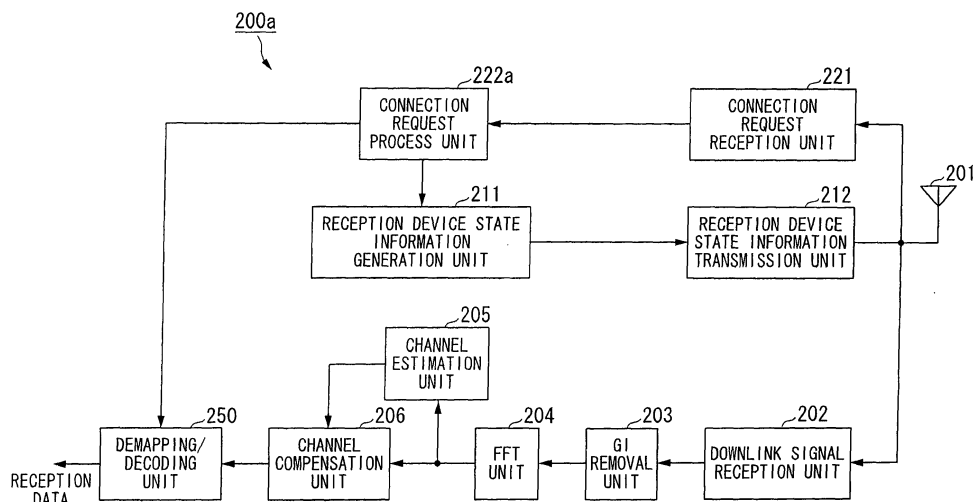 200a
222a
CONNECTION
REQUEST
PROCESS UNIT
221
CONNECTION
REQUEST
RECEPTION UNIT
201
211
RECEPTION DEVICE STATE
INFORMATION
GENERATION UNIT
212
RECEPTION DEVICE
STATE INFORMATION
TRANSMISSION UNIT
205
CHANNEL
ESTIMATION
UNIT
250
DEMAPPING/
DECODING
UNIT
206
CHANNEL
COMPENSATION
UNIT
204
FFT
UNIT
203
GI
REMOVAL
UNIT
202
DOWNLINK SIGNAL
RECEPTION UNIT
RECEPTION
DATA